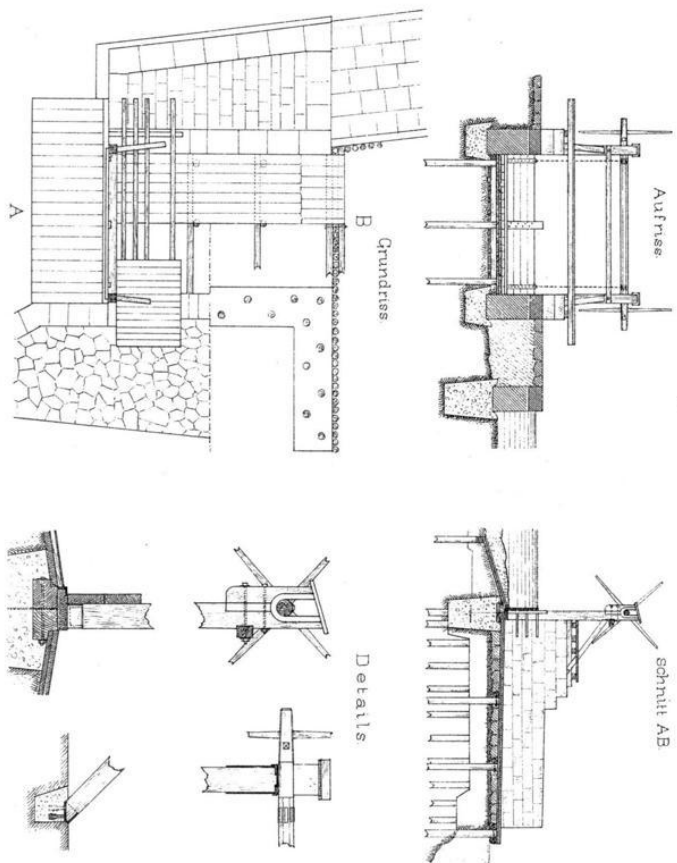 Aufriss.
A
B
Grundriss.
schnitt AB.
Details.